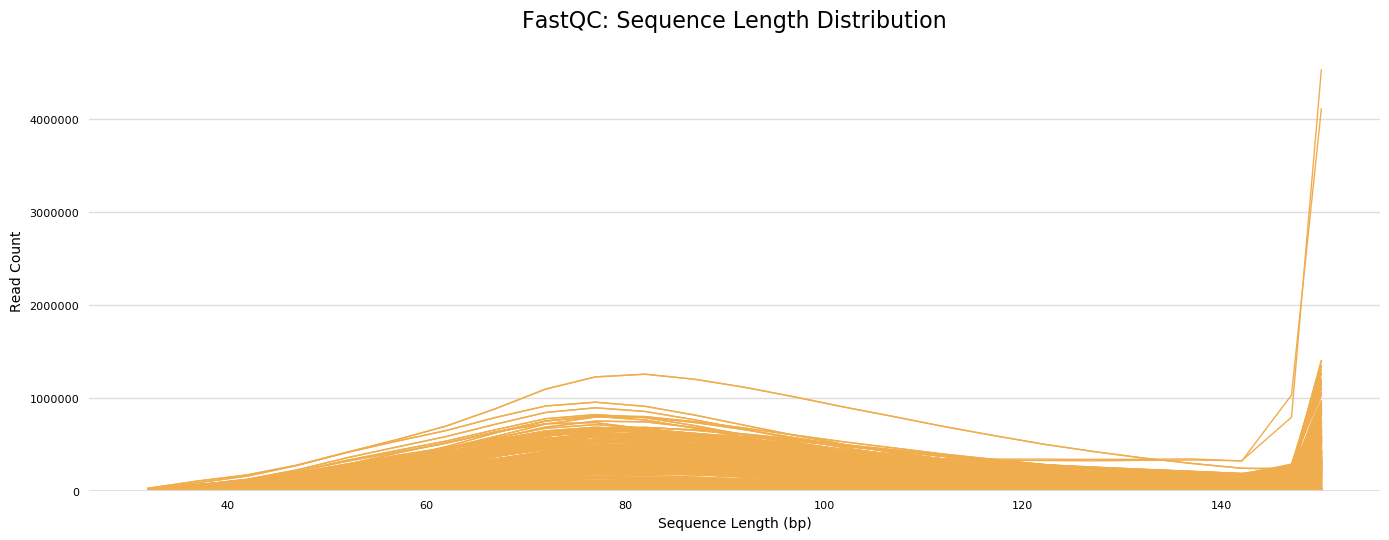 FastQC: Sequence Length Distribution
4000000
3000000
2000000
1000000
0
Read Count
40 60 80 100 120 140
Sequence Length (bp)